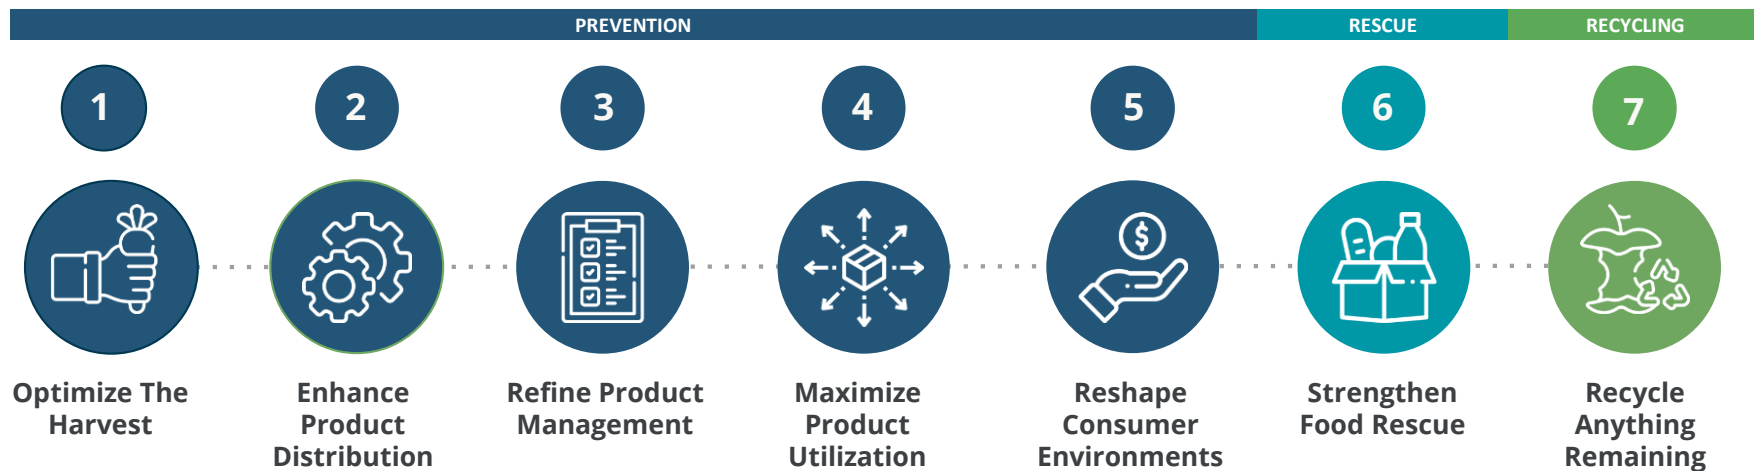 PREVENTION
RESCUE
RECYCLING
1
2
3
4
5
6
7
$
Optimize The
Harvest
Enhance
Product
Distribution
Refine Product
Management
Maximize
Product
Utilization
Reshape
Consumer
Environments
Strengthen
Food Rescue
Recycle
Anything
Remaining